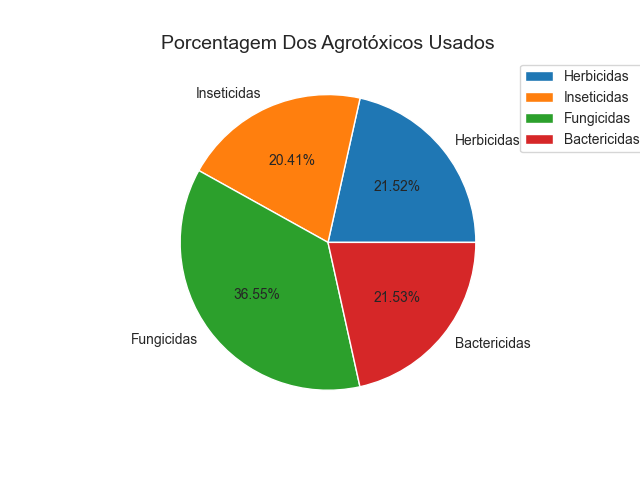 Porcentagem Dos Agrotóxicos Usados
Herbicidas
Inseticidas
Fungicidas
Bactericidas
Inseticidas
Herbicidas
20.41%
21.52%
36.55%
21.53%
Fungicidas
Bactericidas